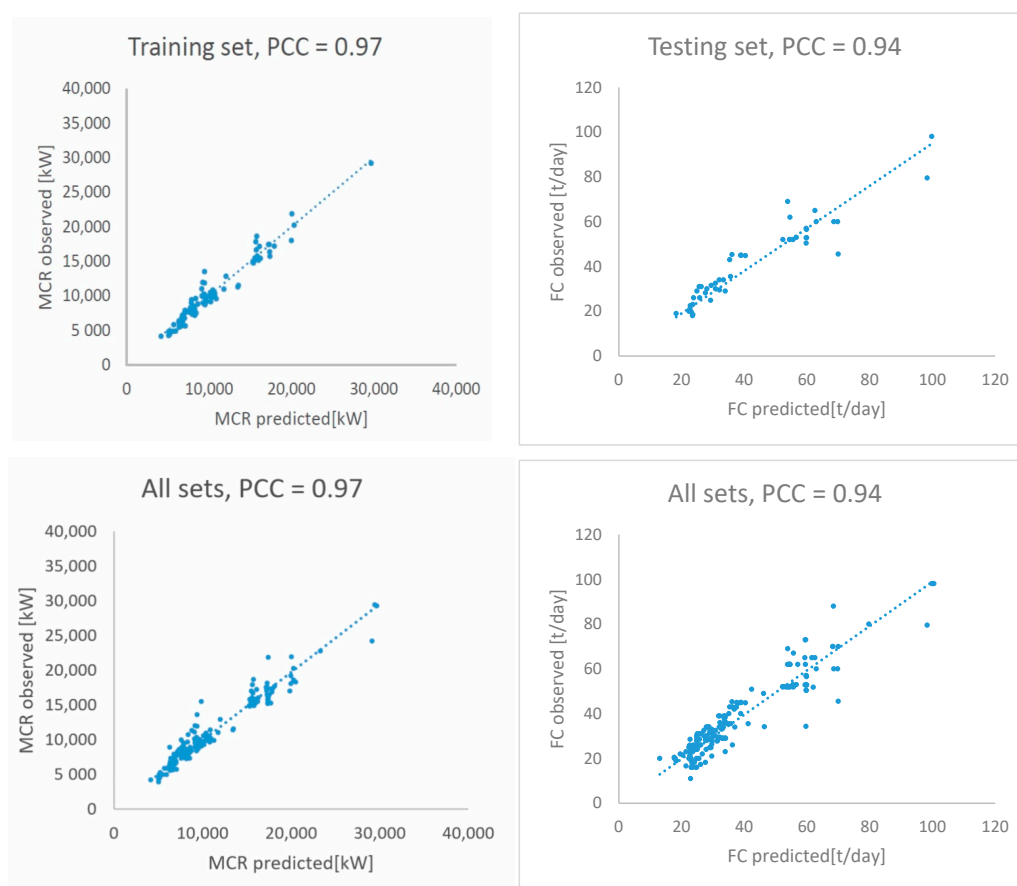 Training set, PCC = 0.97
40,000
35,000
30,000
25,000
20,000
15,000
10,000
5 000
0
MCR observed [kW]
0 10,000 20,000 30,000 40,000
MCR predicted[kW]
Testing set, PCC = 0.94
120
100
80
60
40
20
0
FC observed [t/day]
0 20 40 60 80 100 120
FC predicted[t/day]
All sets, PCC = 0.97
40,000
35,000
30,000
25,000
20,000
15,000
10,000
5 000
0
MCR observed [kW]
0 10,000 20,000 30,000 40,000
MCR predicted[kW]
All sets, PCC = 0.94
120
100
80
60
40
20
0
FC observed [t/day]
0 20 40 60 80 100 120
FC predicted[t/day]